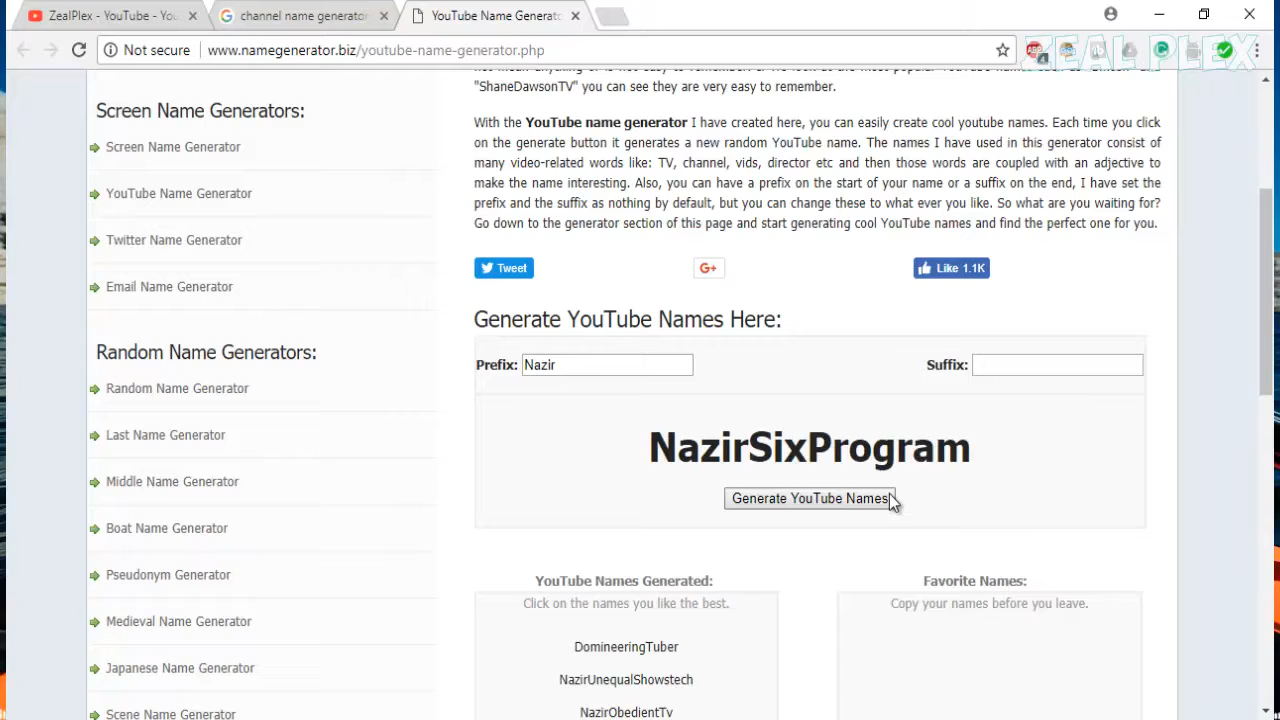 ZealPlex - YouTube - You
channel name generator
YouTube Name Generato
Not secure
www.namegenerator.biz/youtube-name-generator.php
ZEAL PLEX
Screen Name Generators:
Screen Name Generator
YouTube Name Generator
Twitter Name Generator
Email Name Generator
Random Name Generators:
Random Name Generator
Last Name Generator
Middle Name Generator
Boat Name Generator
Pseudonym Generator
Medieval Name Generator
Japanese Name Generator
Scene Name Generator
"ShaneDawsonTV" you can see they are very easy to remember.
With the YouTube name generator I have created here, you can easily create cool youtube names. Each time you click
on the generate button it generates a new random YouTube name. The names I have used in this generator consist of
many video-related words like: TV, channel, vids, director etc and then those words are coupled with an adjective to
make the name interesting. Also, you can have a prefix on the start of your name or a suffix on the end, I have set the
prefix and the suffix as nothing by default, but you can change these to what ever you like. So what are you waiting for?
Go down to the generator section of this page and start generating cool YouTube names and find the perfect one for you.
Tweet
G+
Like 1.1K
Generate YouTube Names Here:
Prefix: Nazir
Suffix:
NazirSixProgram
Generate YouTube Names
YouTube Names Generated:
Click on the names you like the best.
DomineeringTuber
NazirUnequalShowstech
NazirObedientTv
Favorite Names:
Copy your names before you leave.